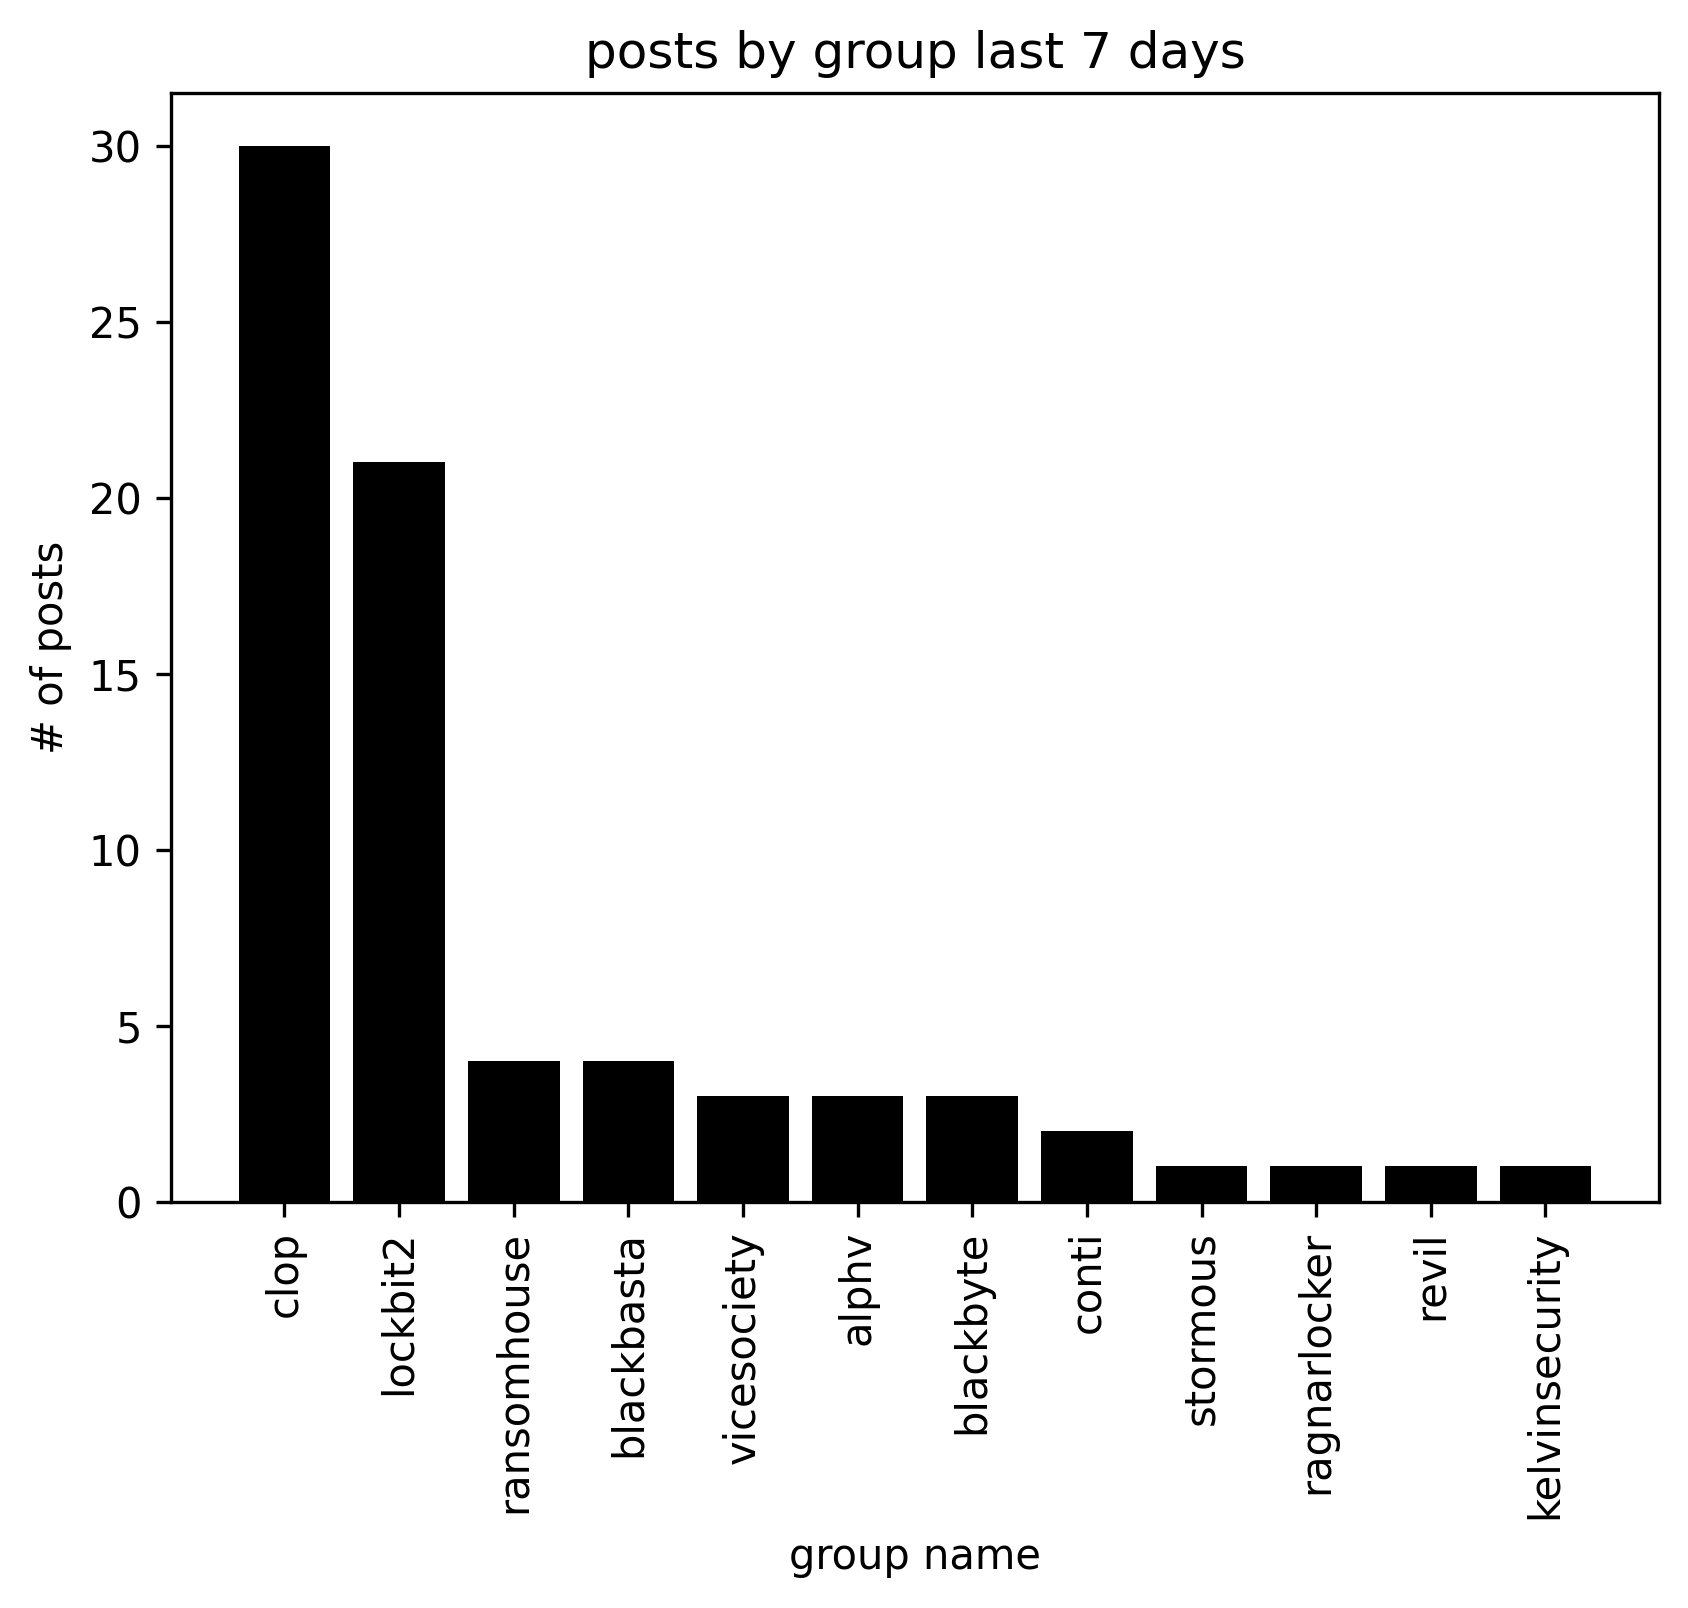 posts by group last 7 days
# of posts
30
25
20
15
10
5
0
clop
lockbit2
ransomhouse
blackbasta
vicesociety
alphv
blackbyte
conti
stormous
ragnarlocker
revil
kelvinsecurity
group name